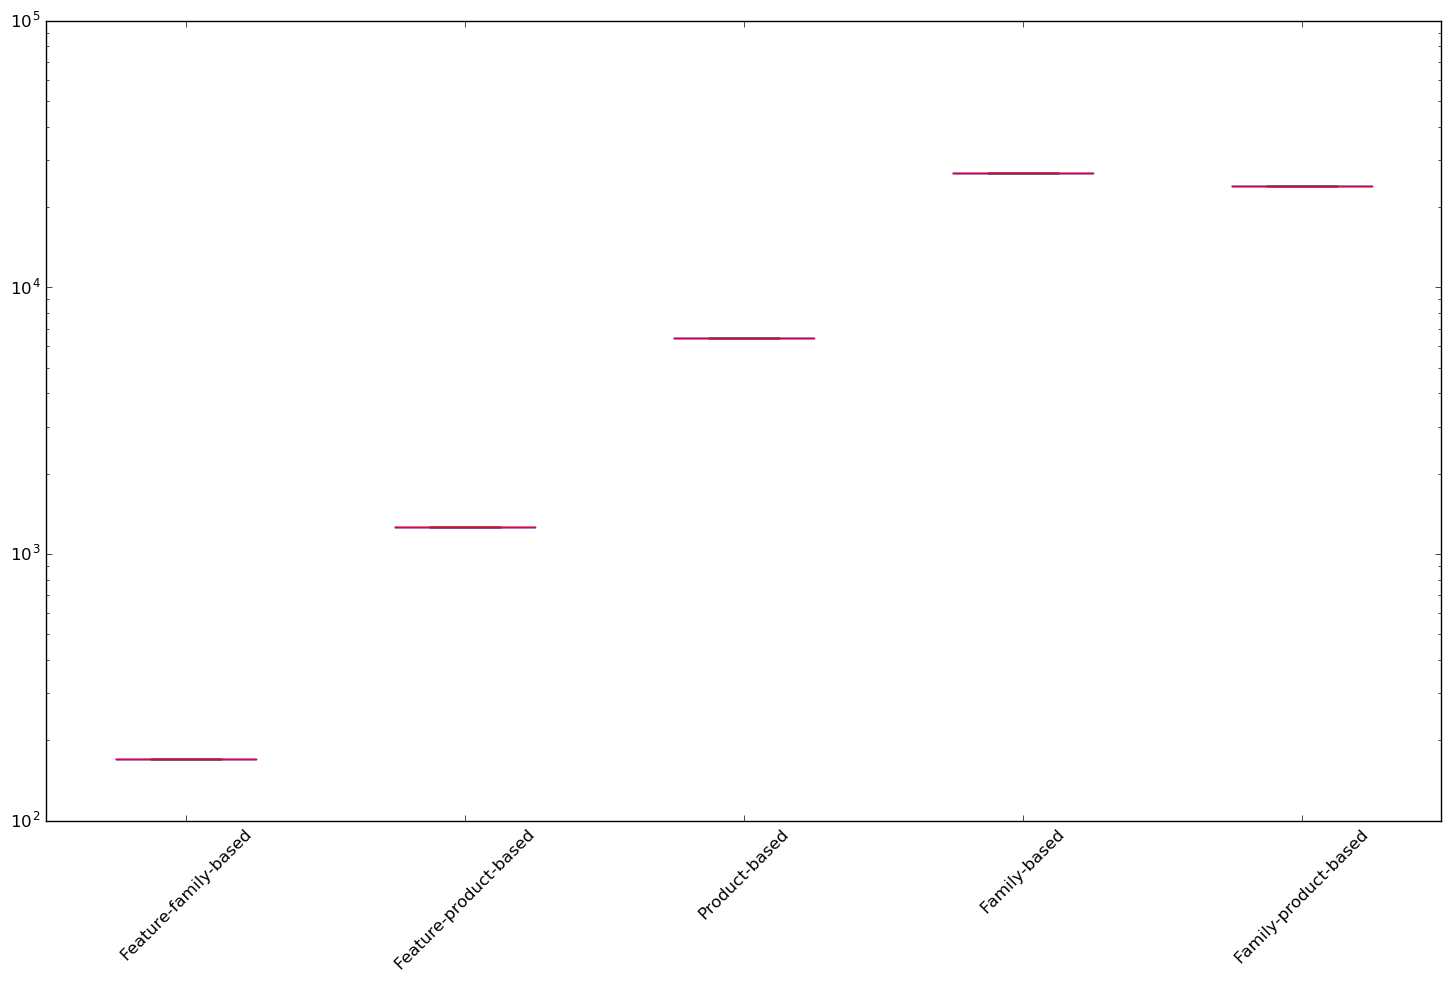 10^5
10^4
10^3
10^2
Feature-family-based
Feature-product-based
Product-based
Family-based
Family-product-based